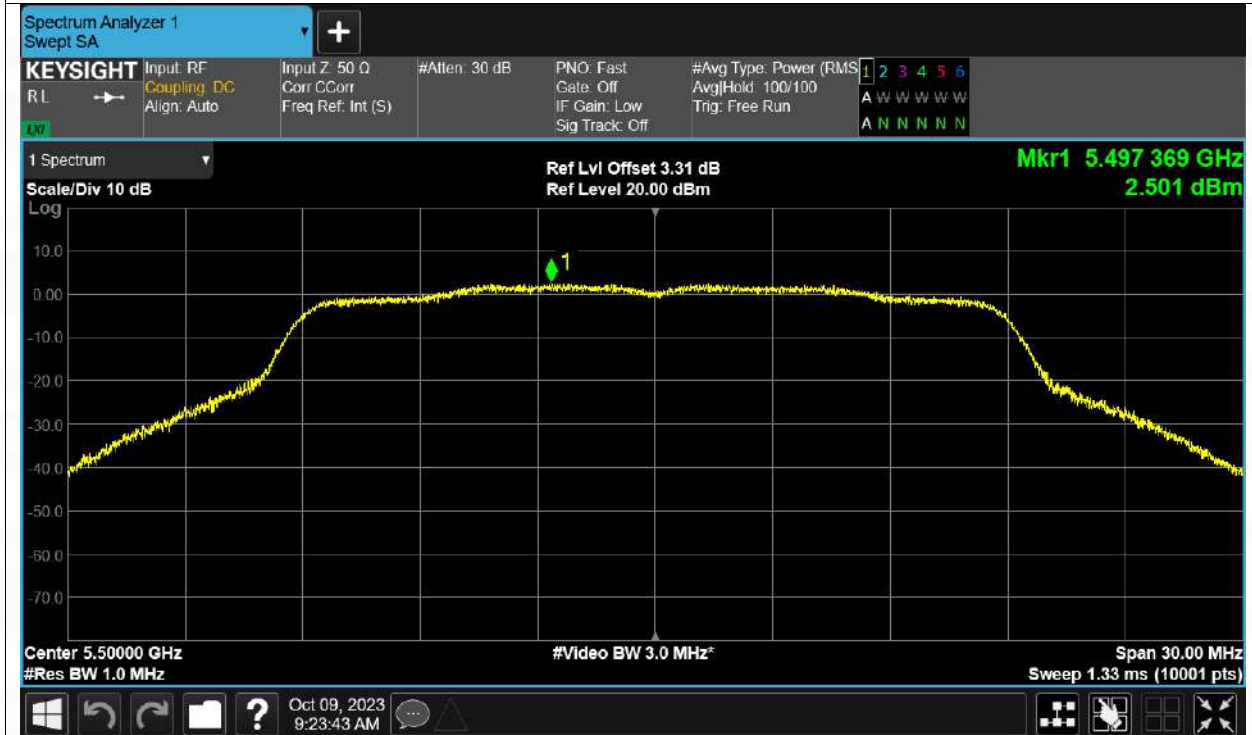 Spectrum Analyzer 1
Swept SA
KEYSIGHT
RL
LXI
Input: RF
Coupling: DC
Align: Auto
Input Z: 50 Ω
Corr CCorr
Freq Ref: Int (S)
#Atten: 30 dB
PNO: Fast
Gate: Off
IF Gain: Low
Sig Track: Off
#Avg Type: Power (RMS
Avg|Hold: 100/100
Trig: Free Run
1 2 3 4 5 6
A W W W W W
A N N N N N
1 Spectrum
Scale/Div 10 dB
Log
Ref Lvl Offset 3.31 dB
Ref Level 20.00 dBm
Mkr1 5.497 369 GHz
2.501 dBm
1
10.0
0.00
-10.0
-20.0
-30.0
-40.0
-50.0
-60.0
-70.0
Center 5.50000 GHz
#Res BW 1.0 MHz
#Video BW 3.0 MHz*
Span 30.00 MHz
Sweep 1.33 ms (10001 pts)
?
Oct 09, 2023
9:23:43 AM